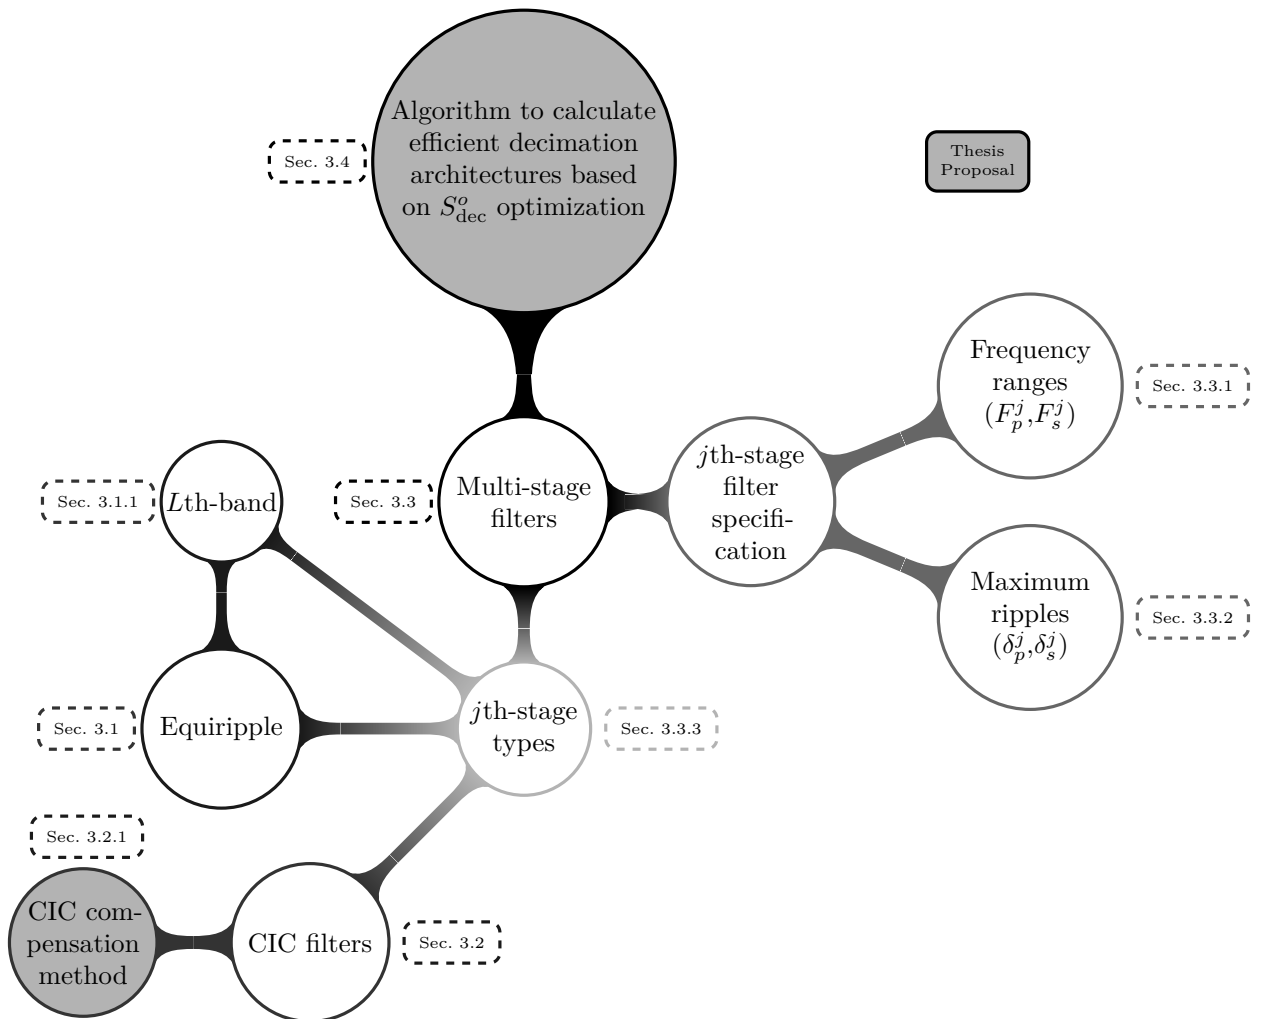 Algorithm to calculate
efficient decimation
architectures based
on $S^o_{\text{dec}}$ optimization
Sec. 3.4
Thesis
Proposal
Frequency
ranges
($F^j_p$,$F^j_s$)
Sec. 3.3.1
Multi-stage
filters
Sec. 3.3
jth-stage
filter
specifi-
cation
Lth-band
Sec. 3.1.1
Maximum
ripples
($\delta^j_p$,$\delta^j_s$)
Sec. 3.3.2
Equiripple
Sec. 3.1
jth-stage
types
Sec. 3.3.3
Sec. 3.2.1
CIC com-
pensation
method
CIC filters
Sec. 3.2